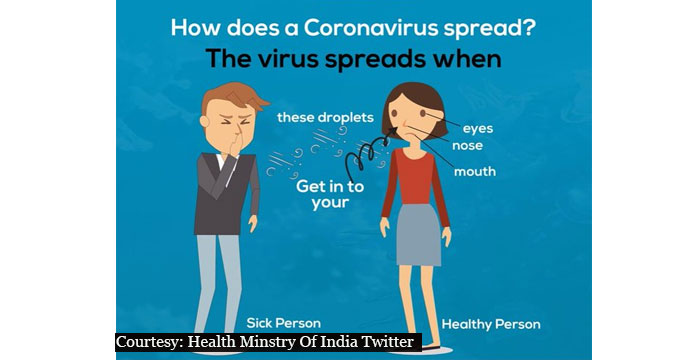 How does a Coronavirus spread?
The virus spreads when
these droplets
Get in to
your
eyes
nose
mouth
Sick Person
Healthy Person
Courtesy: Health Minstry Of India Twitter